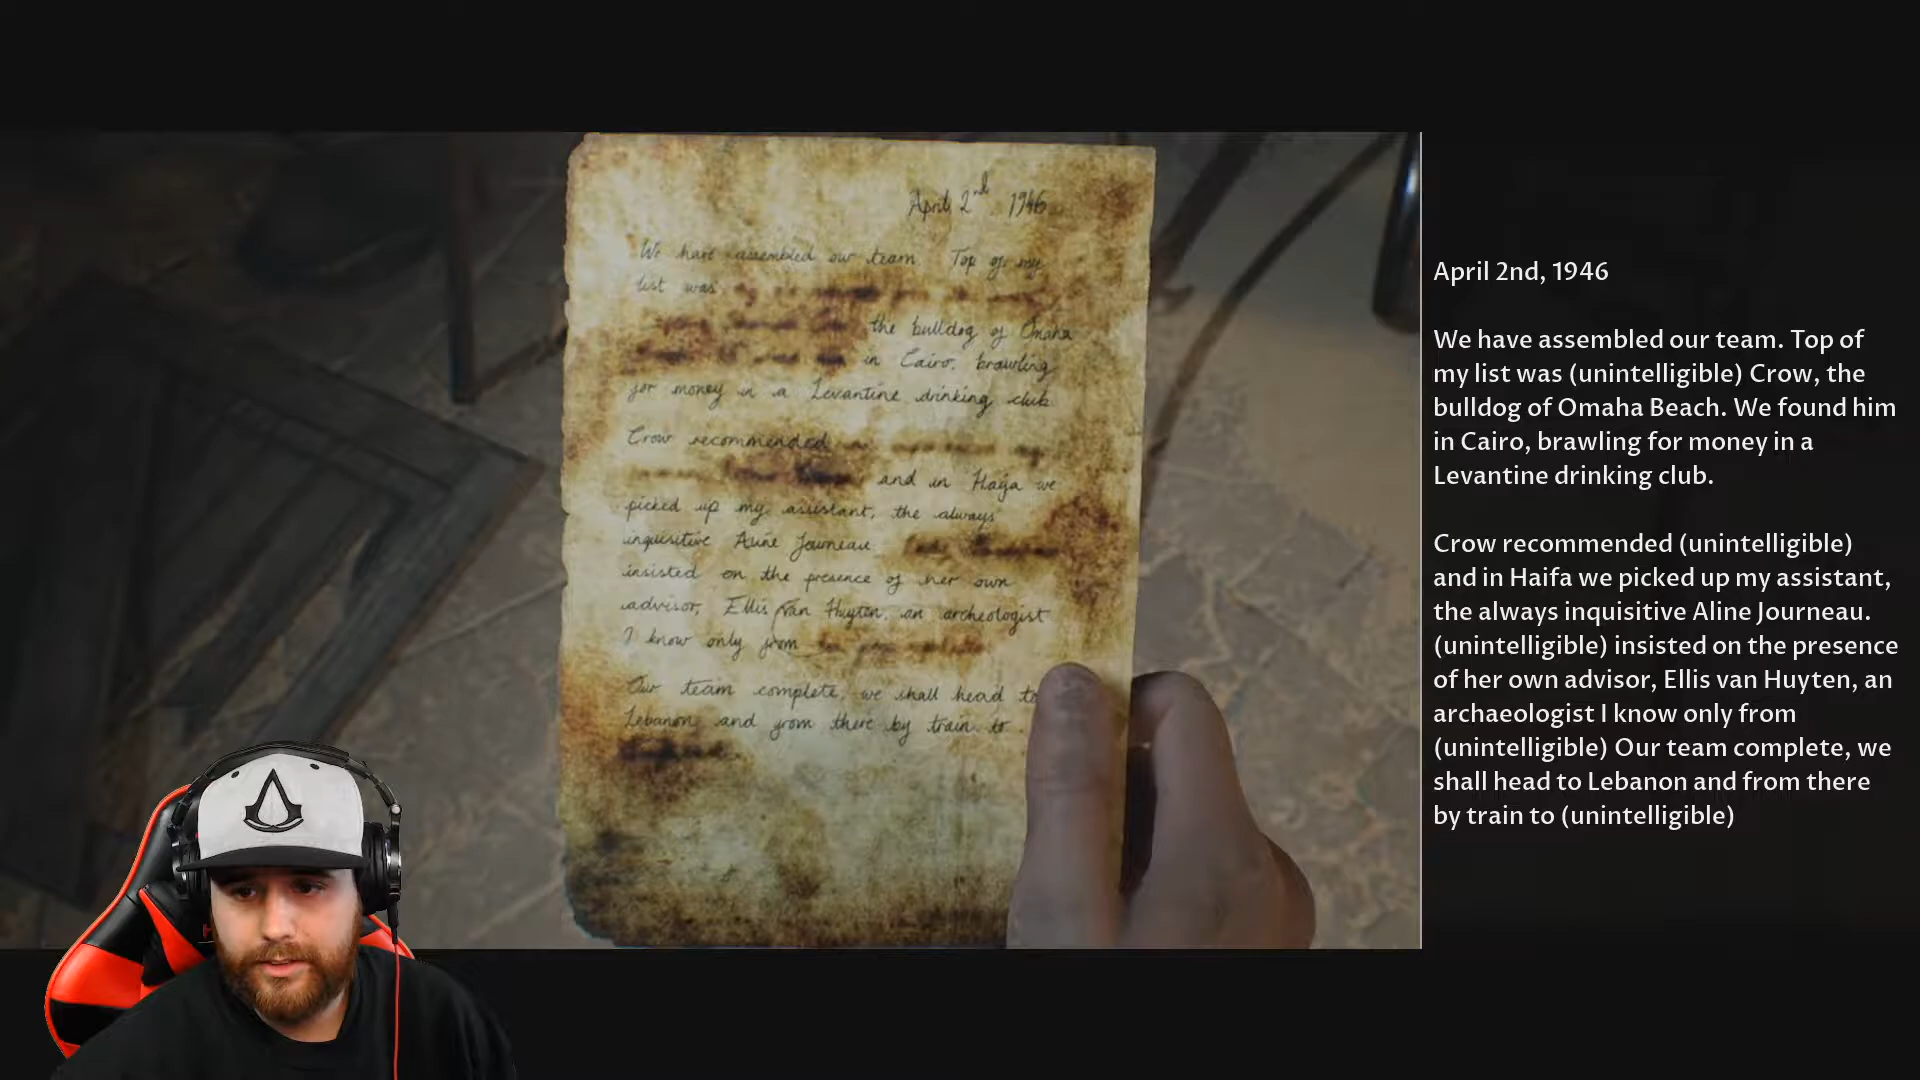 April 2nd 1946
We have assembled our team. Top of my
list was
the bulldog of Omaha
in Cairo, brawling
for money in a Levantine drinking club
Crow recommended
and in Haifa we
picked up my assistant, the always
inquisitive Aline Journeau
insisted on the presence of her own
advisor, Ellis van Huyten, an archeologist
I know only from
Our team complete, we shall head to
Lebanon and from there by train to
April 2nd, 1946
We have assembled our team. Top of
my list was (unintelligible) Crow, the
bulldog of Omaha Beach. We found him
in Cairo, brawling for money in a
Levantine drinking club.
Crow recommended (unintelligible)
and in Haifa we picked up my assistant,
the always inquisitive Aline Journeau.
(unintelligible) insisted on the presence
of her own advisor, Ellis van Huyten, an
archaeologist I know only from
(unintelligible) Our team complete, we
shall head to Lebanon and from there
by train to (unintelligible)